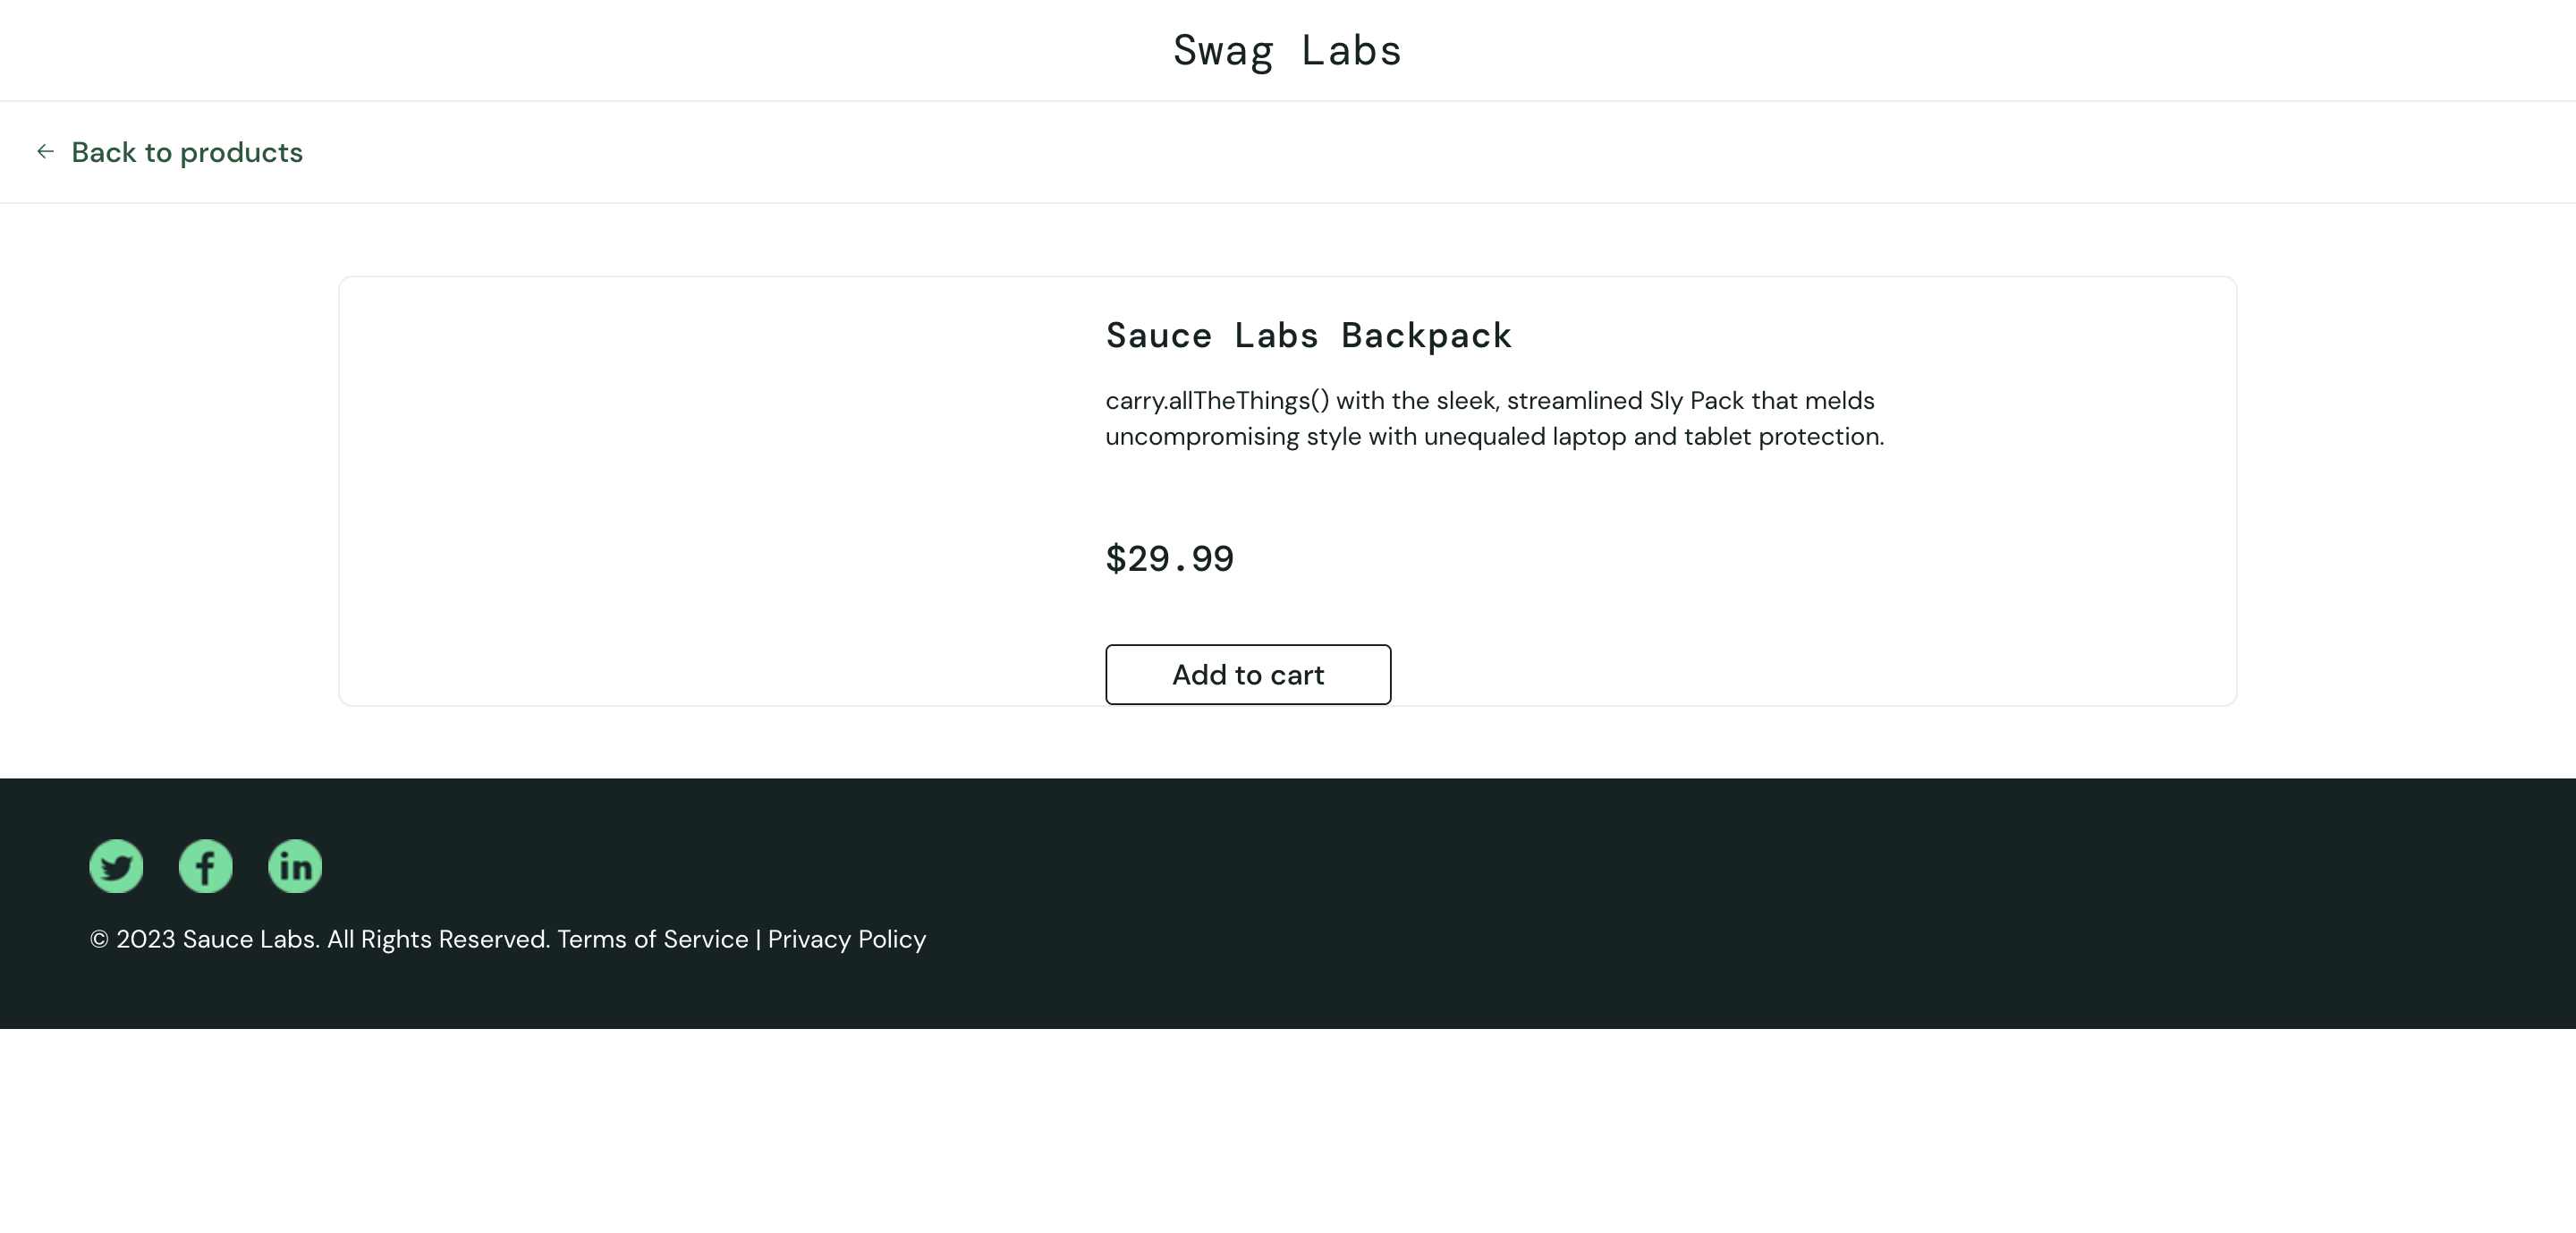 Swag Labs
Back to products
Sauce Labs Backpack
carry.allTheThings() with the sleek, streamlined Sly Pack that melds
uncompromising style with unequaled laptop and tablet protection.
$29.99
Add to cart
© 2023 Sauce Labs. All Rights Reserved. Terms of Service | Privacy Policy